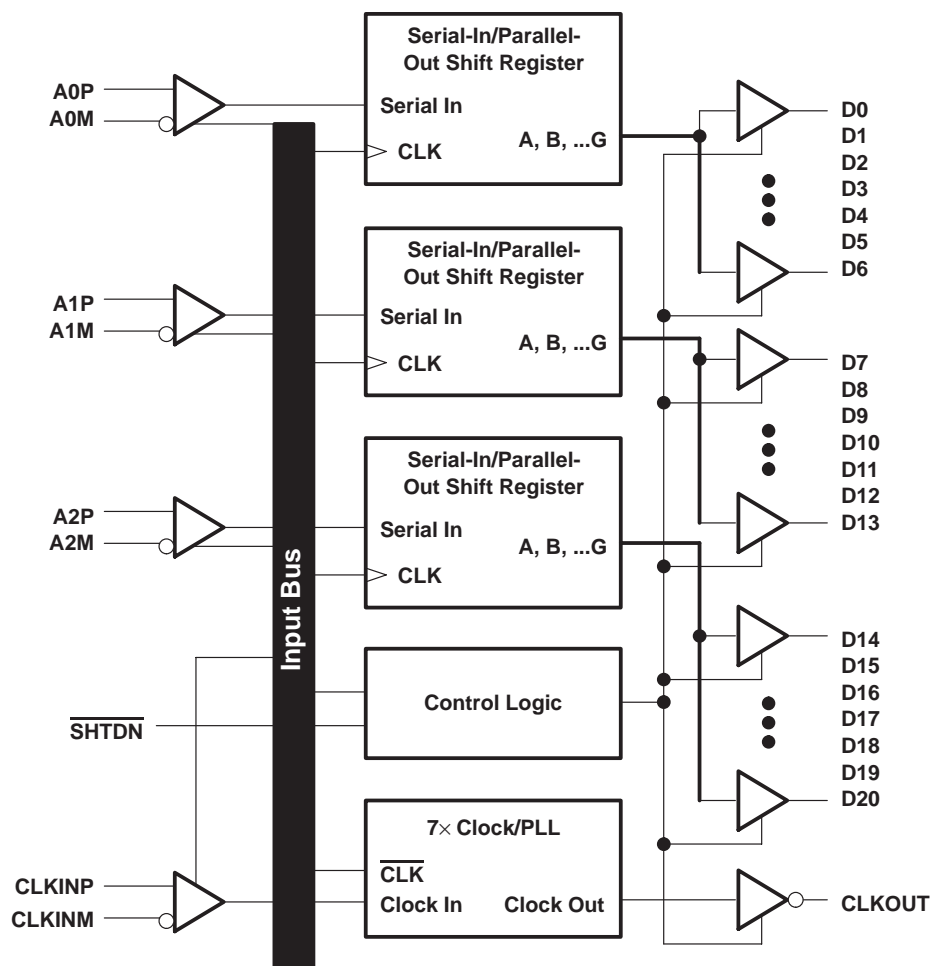 Serial-In/Parallel-
Out Shift Register
A0P
A0M
Serial In
CLK
A, B, ...G
D0
D1
D2
D3
D4
D5
D6
Serial-In/Parallel-
Out Shift Register
A1P
A1M
Serial In
CLK
A, B, ...G
D7
D8
D9
D10
D11
D12
D13
Serial-In/Parallel-
Out Shift Register
A2P
A2M
Serial In
CLK
A, B, ...G
Input Bus
D14
D15
D16
D17
D18
D19
D20
Control Logic
SHTDN
7× Clock/PLL
CLK
Clock In
Clock Out
CLKINP
CLKINM
CLKOUT